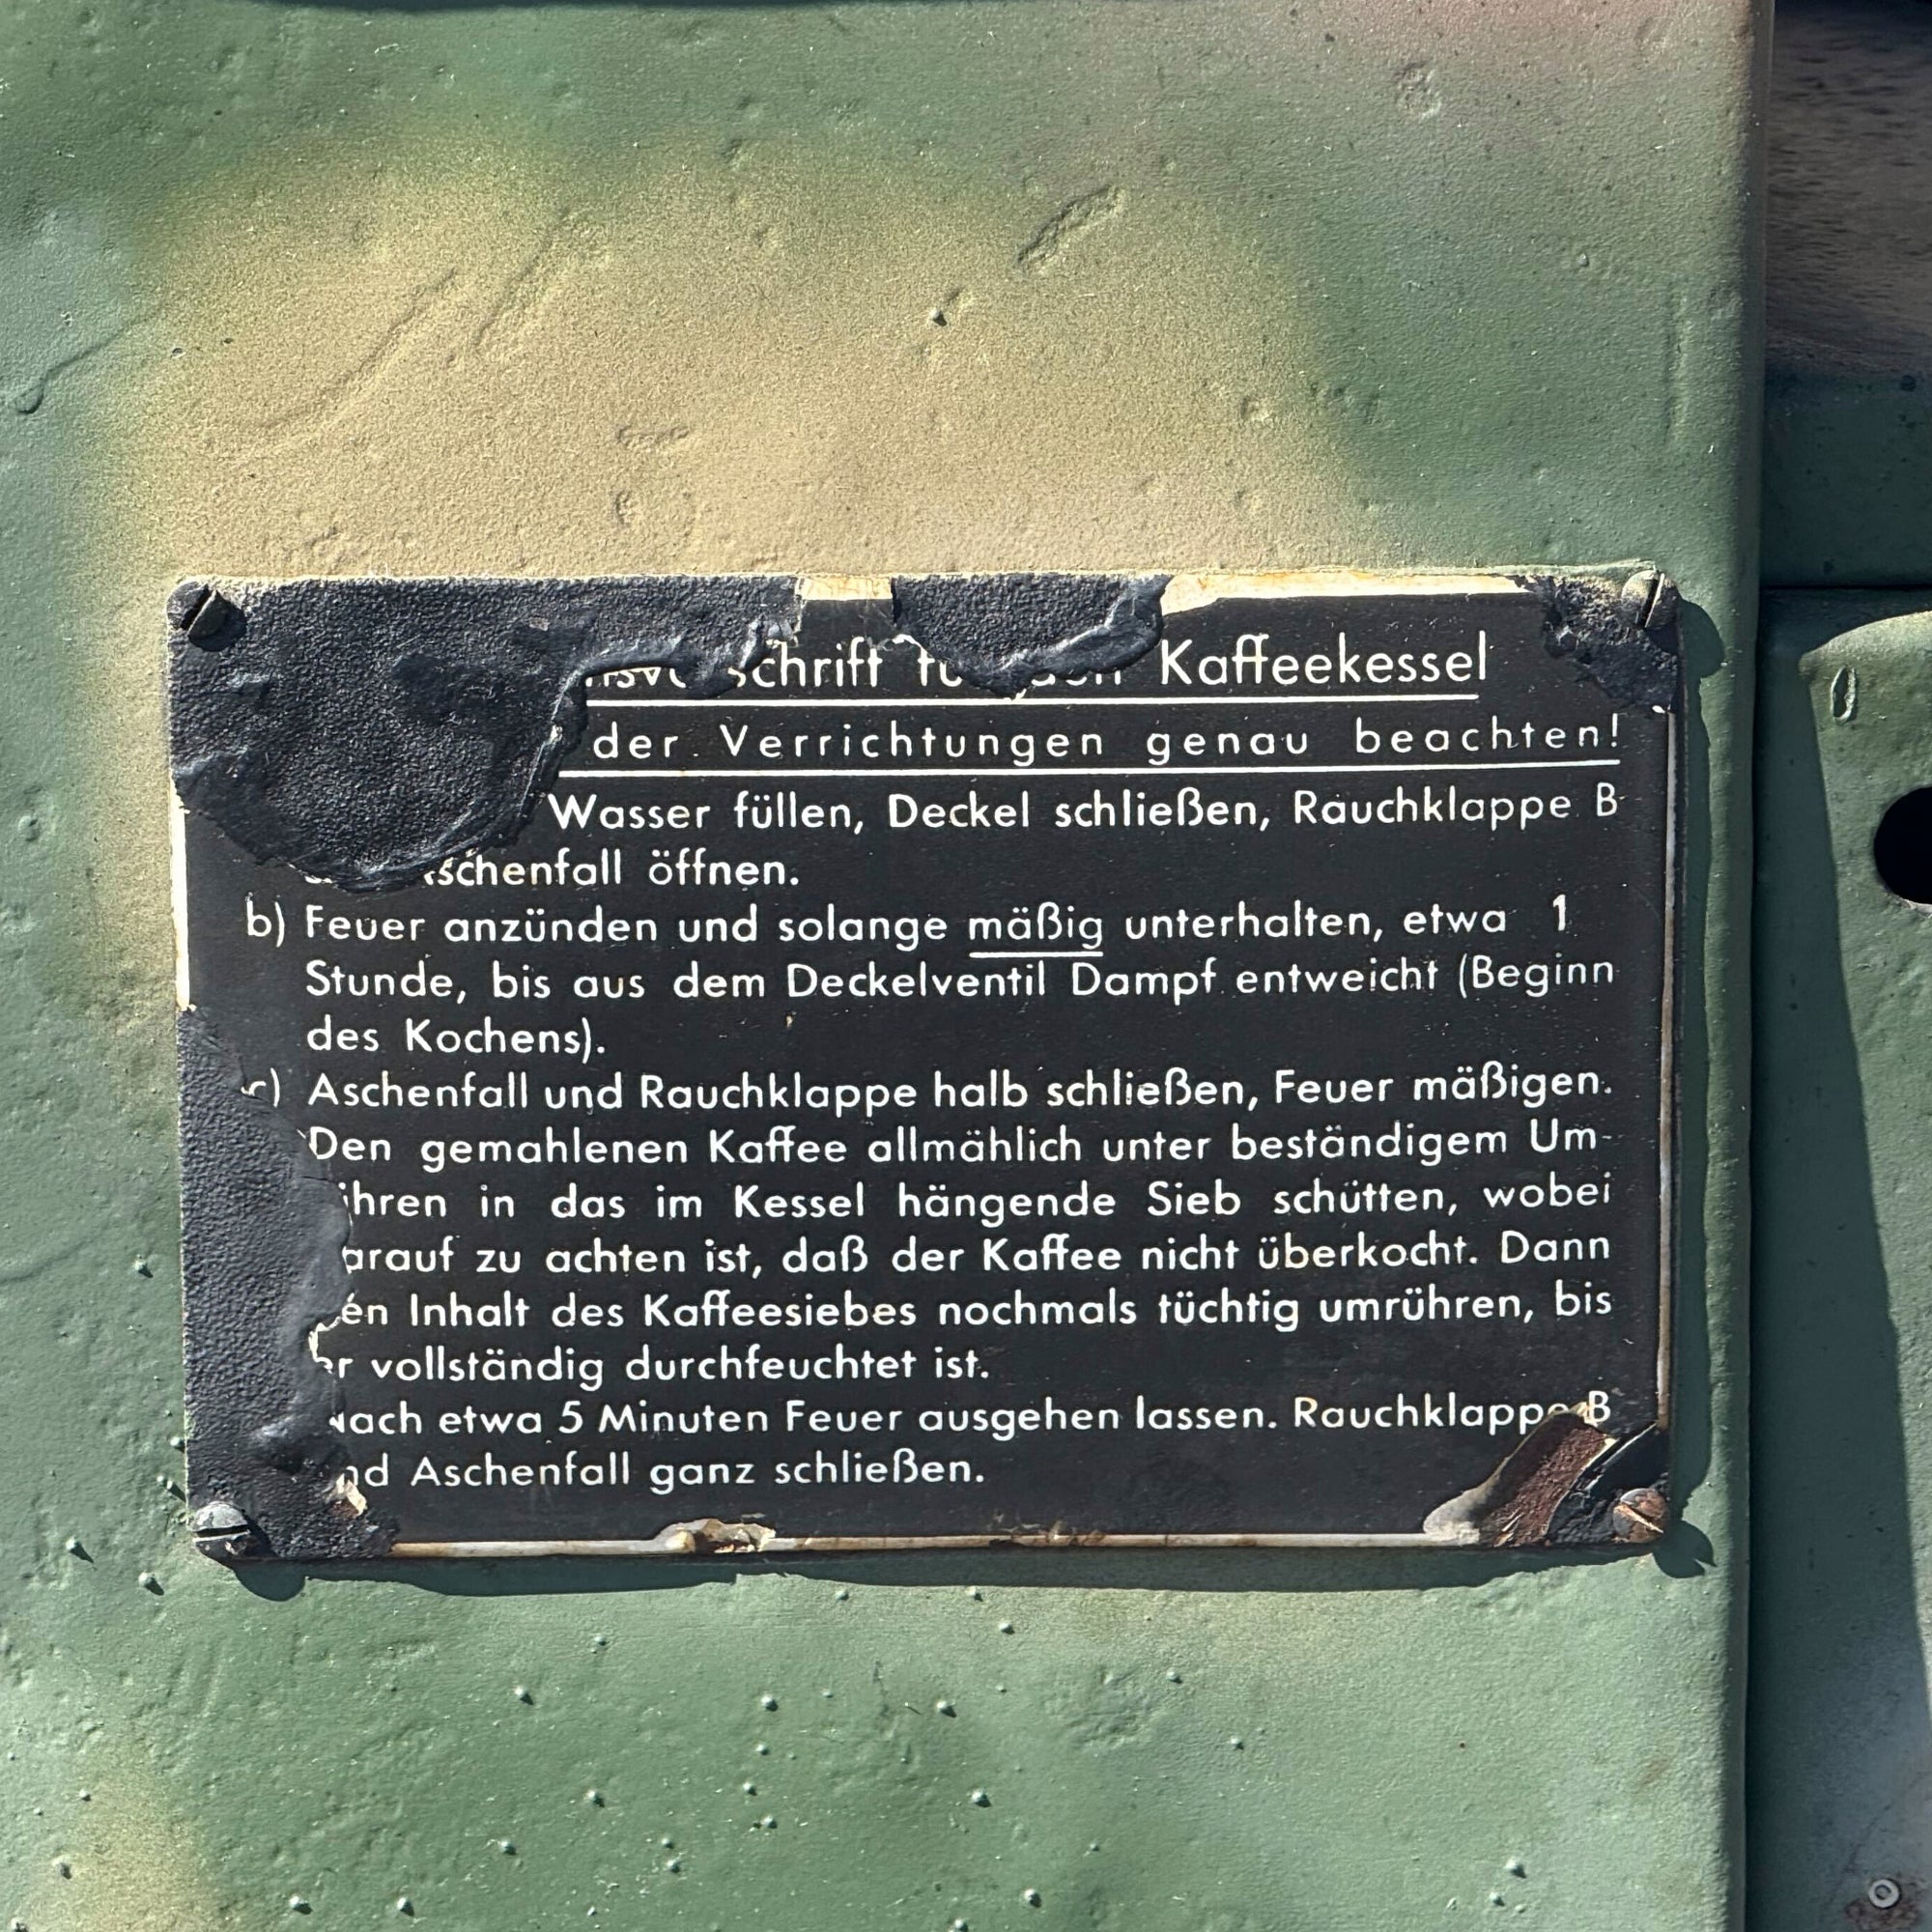 Kaffeekessel
der Verrichtungen genau beachten!
Wasser füllen, Deckel schließen, Rauchklappe B
öffnen.
b) Feuer anzünden und solange mäßig unterhalten, etwa 1
Stunde, bis aus dem Deckelventil Dampf entweicht (Beginn
des Kochens).
c) Aschenfall und Rauchklappe halb schließen, Feuer mäßigen.
Den gemahlenen Kaffee allmählich unter beständigem Um-
in das im Kessel hängende Sieb schütten, wobei
zu achten ist, daß der Kaffee nicht überkocht. Dann
Inhalt des Kaffeesiebes nochmals tüchtig umrühren, bis
er vollständig durchfeuchtet ist.
Nach etwa 5 Minuten Feuer ausgehen lassen. Rauchklappe B
Aschenfall ganz schließen.